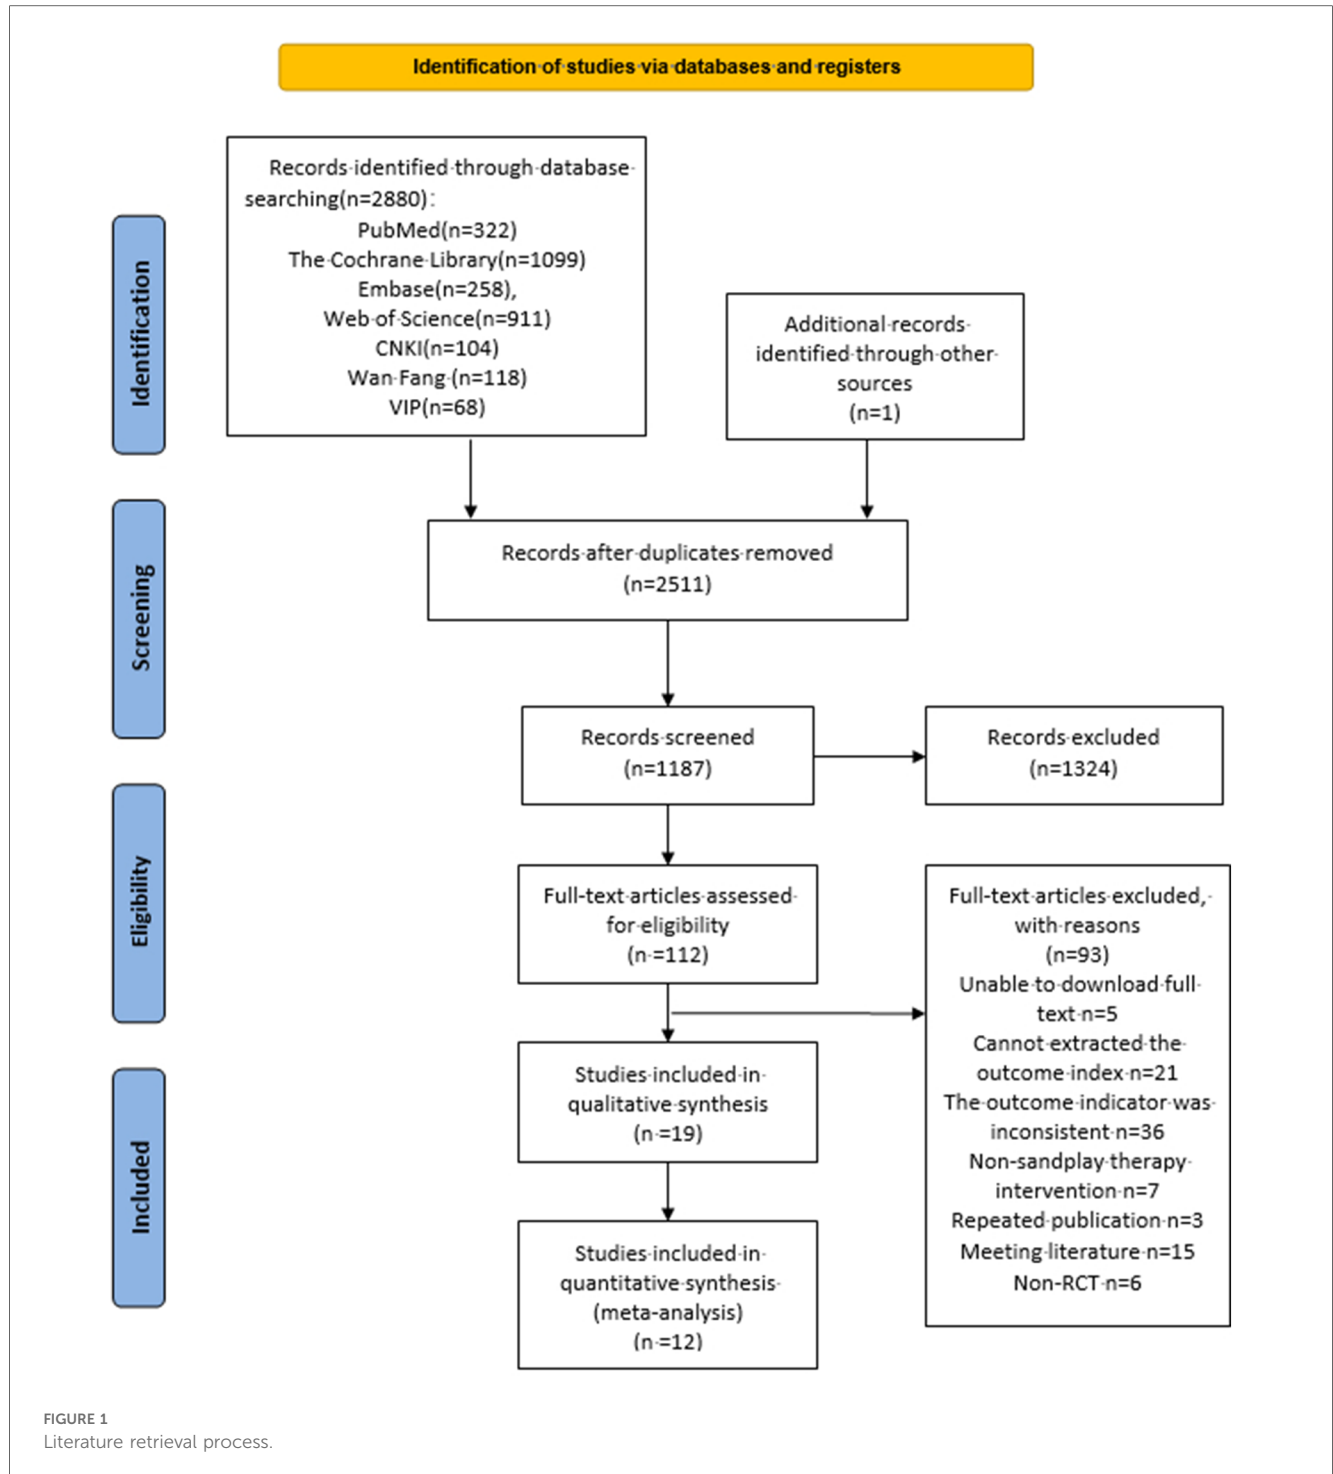 Identification of studies via databases and registers
Records identified through database
searching(n=2880):
PubMed(n=322)
The Cochrane Library(n=1099)
Embase(n=258),
Web of Science(n=911)
CNKI(n=104)
Wan Fang (n=118)
VIP(n=68)
Additional records
identified through other
sources
(n=1)
Identification
Records after duplicates removed
(n=2511)
Screening
Records screened
(n=1187)
Records excluded
(n=1324)
Eligibility
Full-text articles assessed
for eligibility
(n =112)
Full-text articles excluded,
with reasons
(n=93)
Unable to download full-
text n=5
Cannot extracted the
outcome index n=21
The outcome indicator was
inconsistent n=36
Non-sandplay therapy
intervention n=7
Repeated publication n=3
Meeting literature n=15
Non-RCT n=6
Studies included in
qualitative synthesis
(n =19)
Included
Studies included in
quantitative synthesis
(meta-analysis)
(n =12)
FIGURE 1
Literature retrieval process.